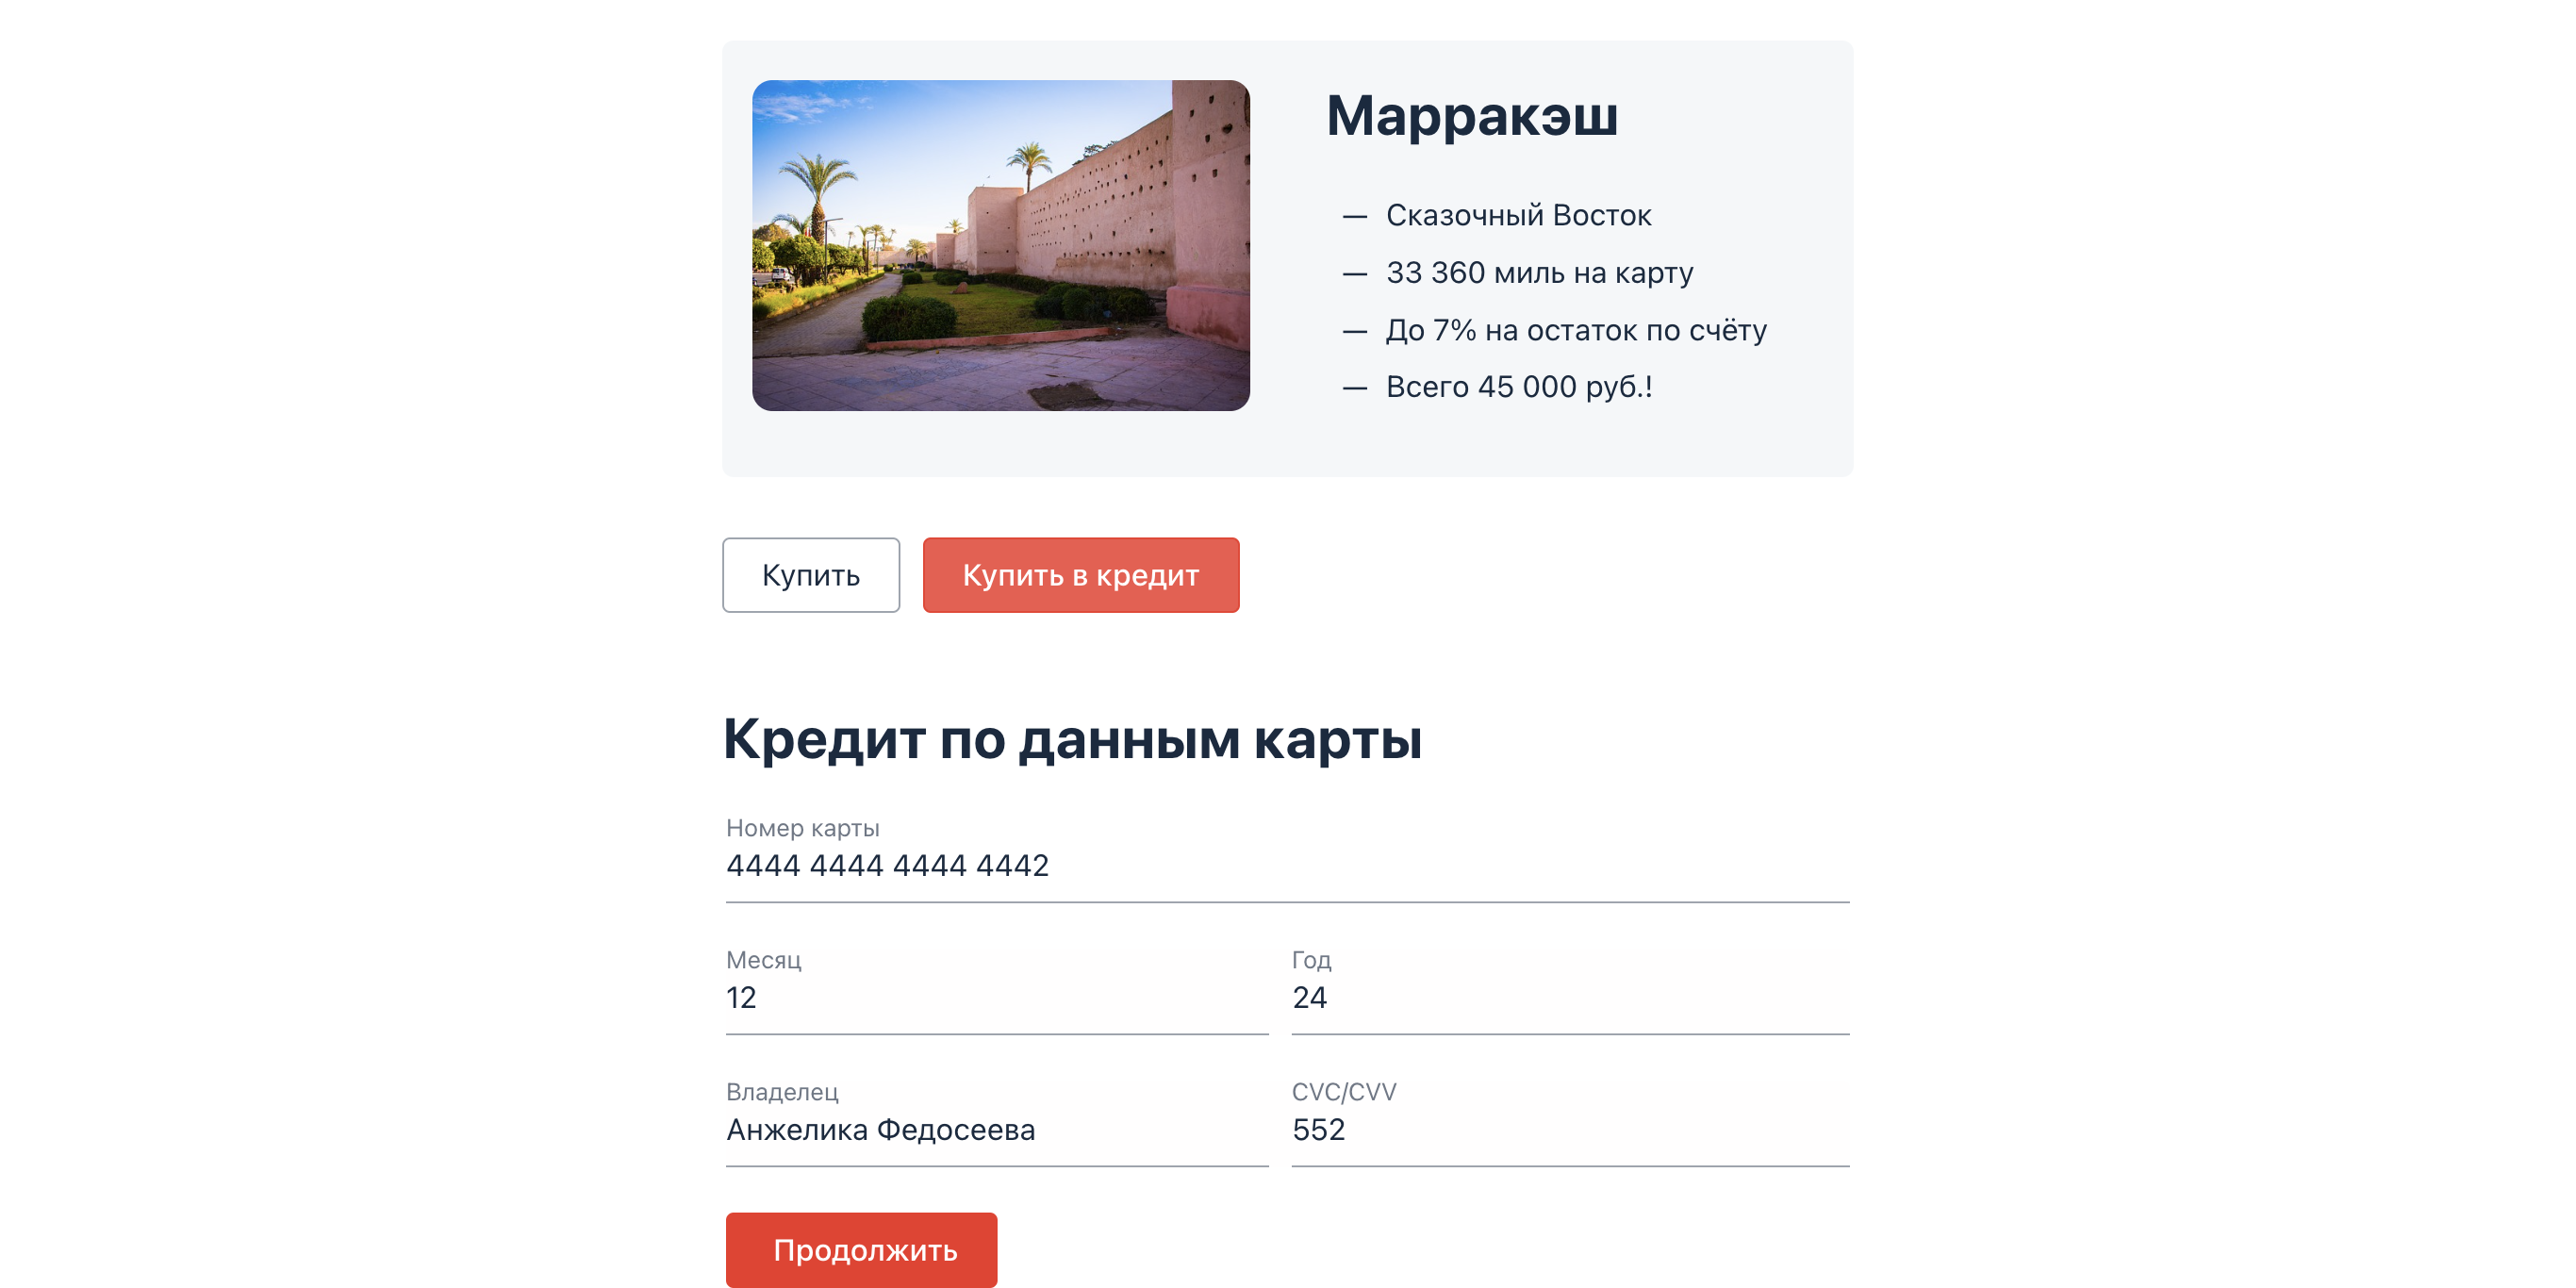 Марракэш
— Сказочный Восток
— 33 360 миль на карту
— До 7% на остаток по счёту
— Всего 45 000 руб.!
Купить
Купить в кредит
Кредит по данным карты
Номер карты
4444 4444 4444 4442
Месяц
Год
12
24
Владелец
CVC/CVV
Анжелика Федосеева
552
Продолжить